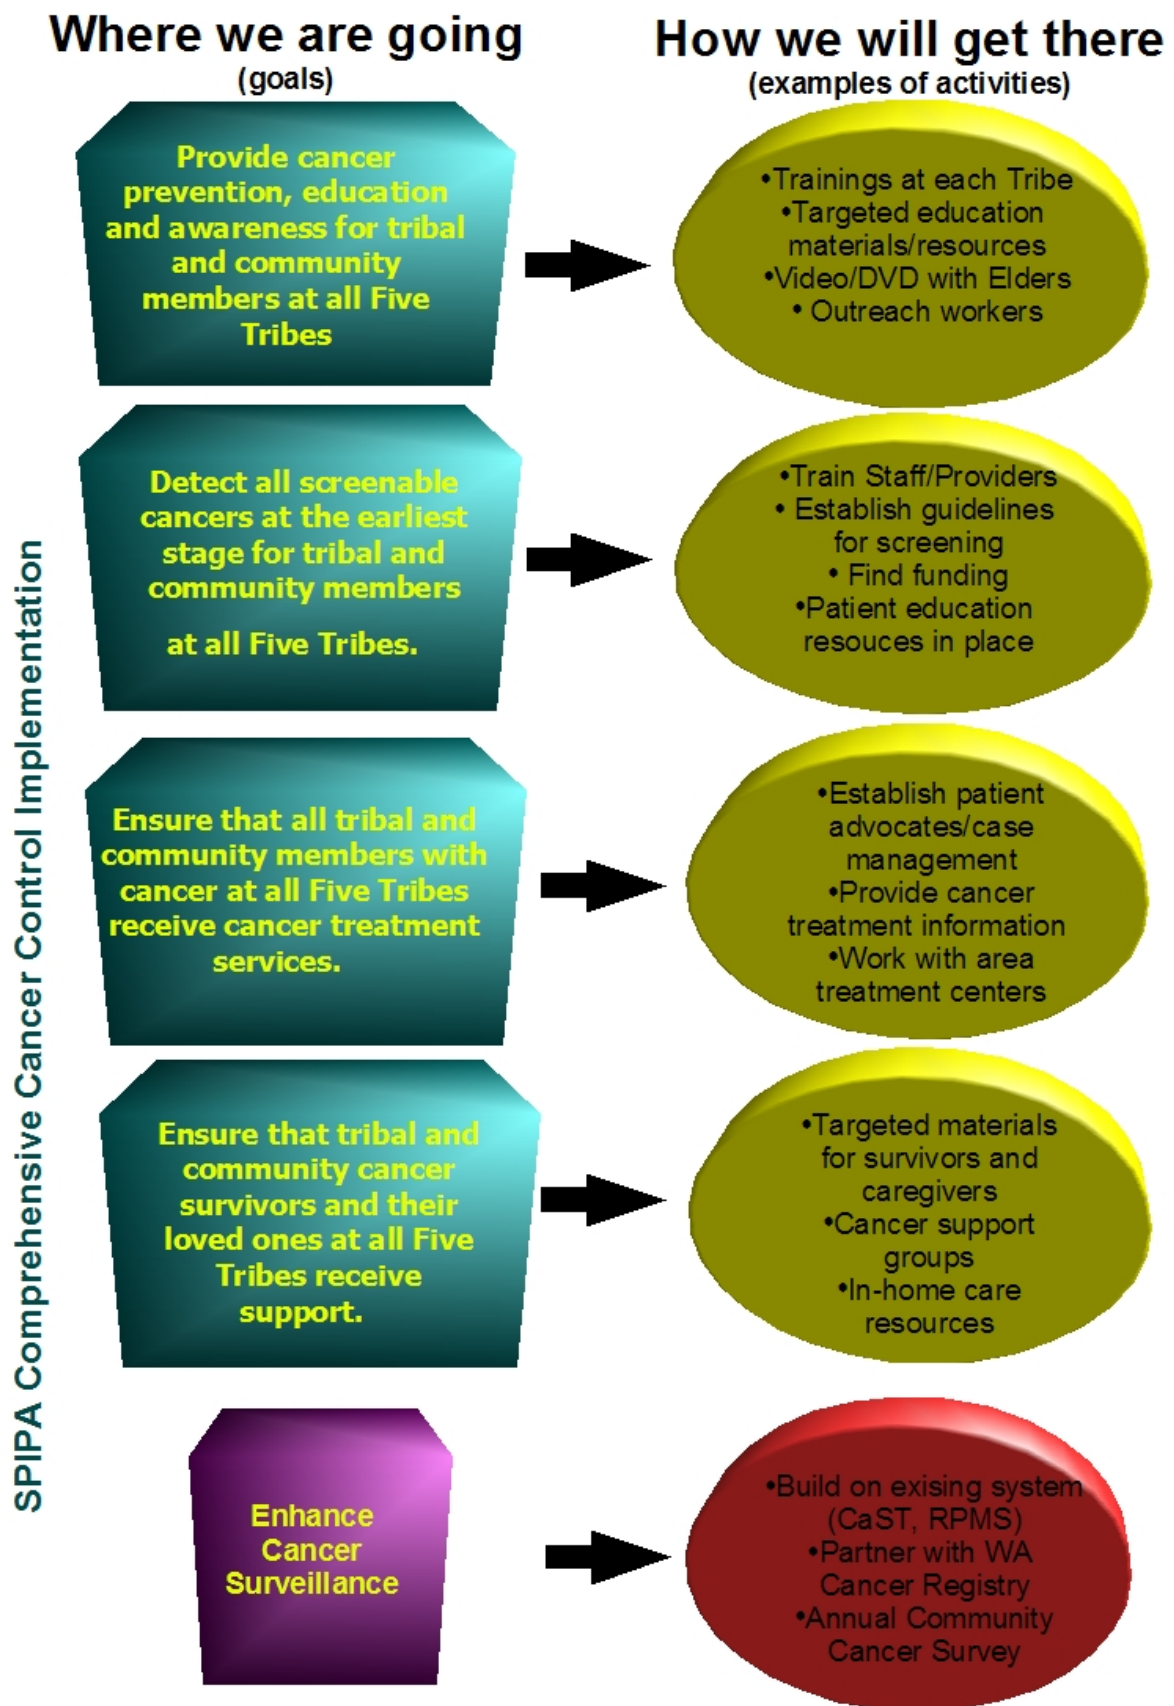 Where we are going
(goals)
How we will get there
(examples of activities)
SPIPA Comprehensive Cancer Control Implementation
Provide cancer
prevention, education
and awareness for tribal
and community
members at all Five
Tribes
•Trainings at each Tribe
•Targeted education
materials/resources
•Video/DVD with Elders
• Outreach workers
Detect all screenable
cancers at the earliest
stage for tribal and
community members
at all Five Tribes.
•Train Staff/Providers
• Establish guidelines
for screening
• Find funding
•Patient education
resouces in place
Ensure that all tribal and
community members with
cancer at all Five Tribes
receive cancer treatment
services.
•Establish patient
advocates/case
management
•Provide cancer
treatment information
•Work with area
treatment centers
Ensure that tribal and
community cancer
survivors and their
loved ones at all Five
Tribes receive
support.
•Targeted materials
for survivors and
caregivers
•Cancer support
groups
•In-home care
resources
Enhance
Cancer
Surveillance
•Build on exising system
(CaST, RPMS)
•Partner with WA
Cancer Registry
•Annual Community
Cancer Survey